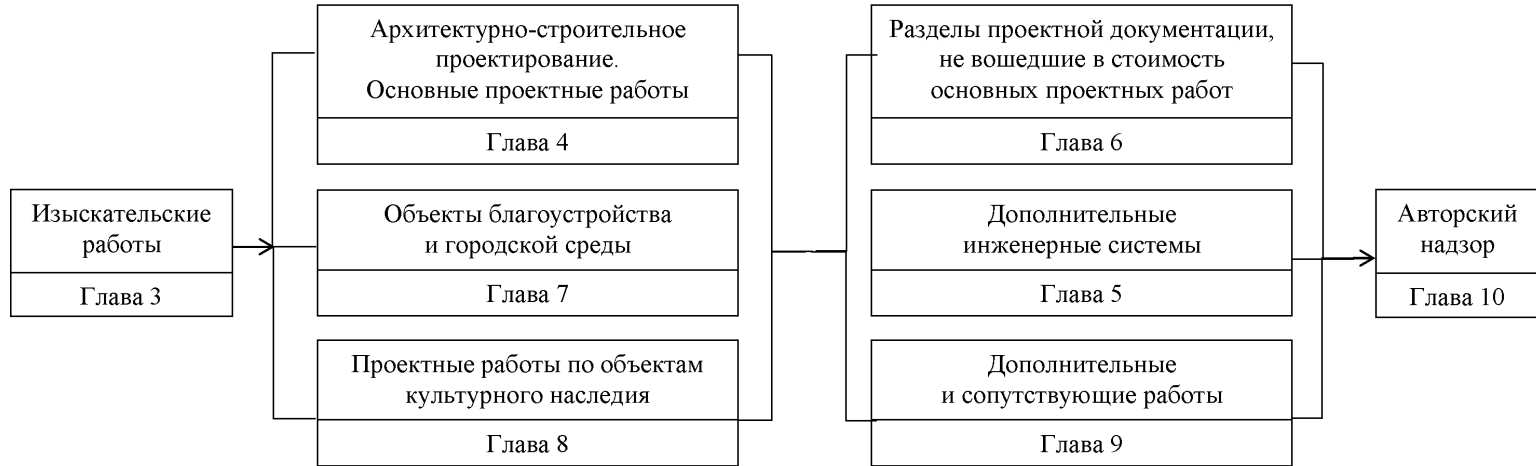 Изыскательские
работы
Глава 3
Архитектурно-строительное
проектирование.
Основные проектные работы
Глава 4
Объекты благоустройства
и городской среды
Глава 7
Проектные работы по объектам
культурного наследия
Глава 8
Разделы проектной документации,
не вошедшие в стоимость
основных проектных работ
Глава 6
Дополнительные
инженерные системы
Глава 5
Дополнительные
и сопутствующие работы
Глава 9
Авторский
надзор
Глава 10